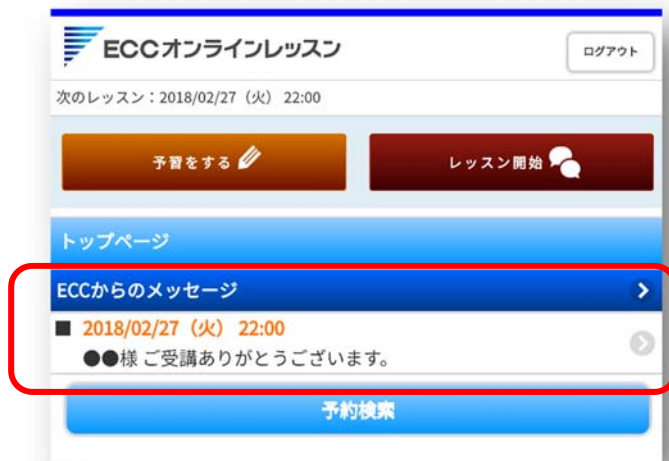 ECCオンラインレッスン
ログアウト
次のレッスン：2018/02/27（火） 22:00
予習をする
レッスン開始
トップページ
ECCからのメッセージ
■ 2018/02/27（火） 22:00
●●様 ご受講ありがとうございます。
予約検索